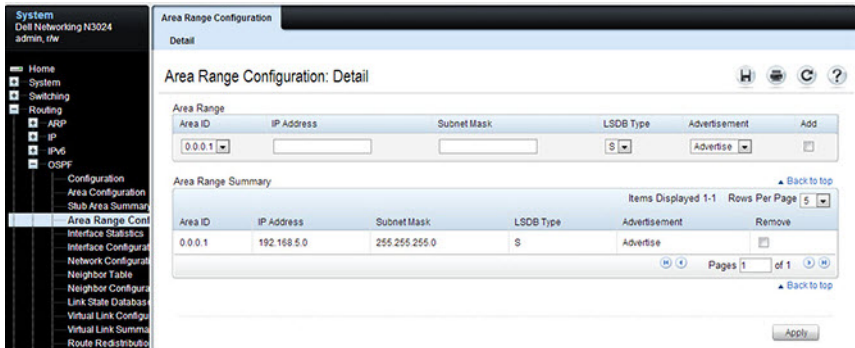 System
Dell Networking N3024
admin, r/w
Home
System
Switching
Routing
ARP
IP
IPv6
OSPF
Configuration
Area Configuration
Stub Area Summary
Area Range Conf
Interface Statistics
Interface Configurat
Network Configurati
Neighbor Table
Neighbor Configura
Link State Database
Virtual Link Configu
Virtual Link Summa
Route Redistributio
Area Range Configuration
Detail
Area Range Configuration: Detail
Area Range
Area ID IP Address Subnet Mask LSDB Type Advertisement Add
0.0.0.1 S Advertise
Area Range Summary Back to top
Items Displayed 1-1 Rows Per Page 5
Area ID IP Address Subnet Mask LSDB Type Advertisement Remove
0.0.0.1 192.168.5.0 255.255.255.0 S Advertise
Pages 1 of 1
Back to top
Apply